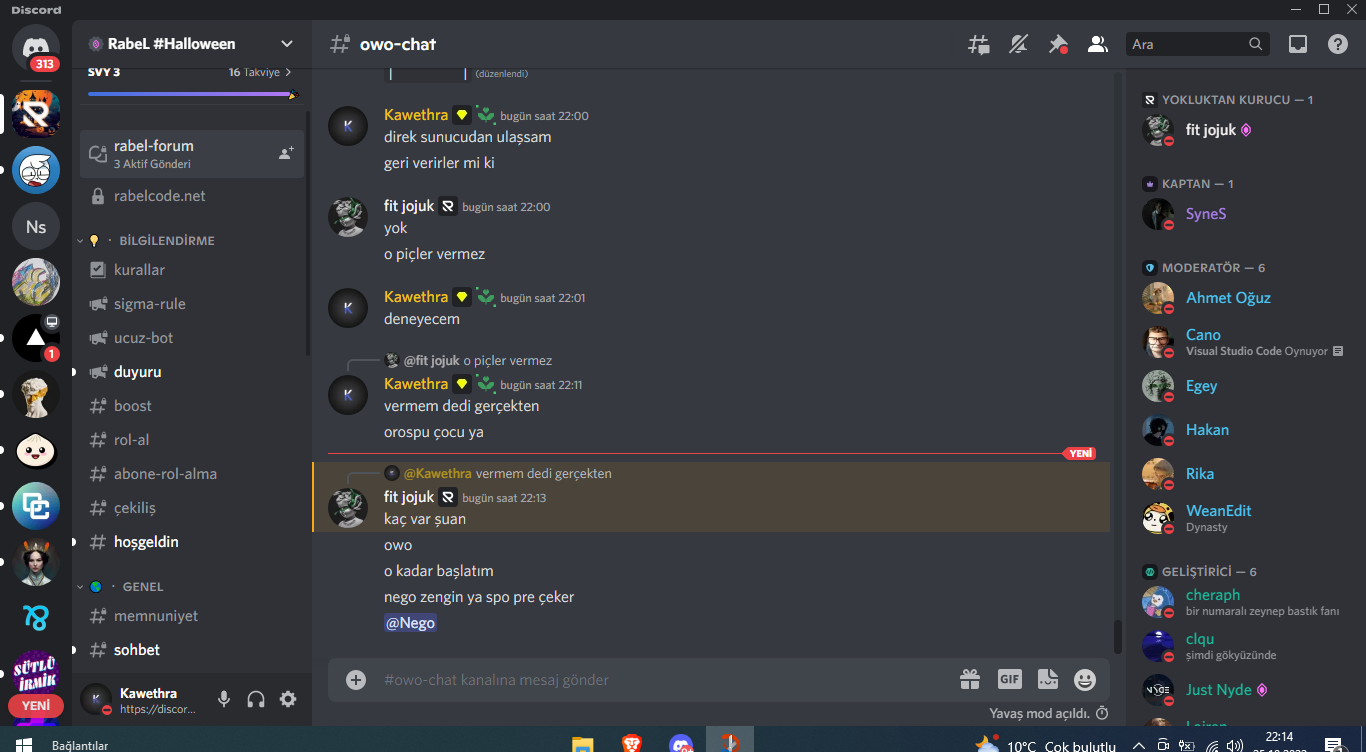 Discord
313
Ns
1
SÜTLÜ
İRMİK
YENİ
RabeL #Halloween
SVY 3
16 Takviye
rabel-forum
3 Aktif Gönderi
rabelcode.net
BİLGİLENDİRME
kurallar
sigma-rule
ucuz-bot
duyuru
boost
rol-al
abone-rol-alma
çekiliş
hoşgeldin
GENEL
memnuniyet
sohbet
Kawethra
https://discor...
owo-chat
Ara
(düzenlendi)
Kawethra bugün saat 22:00
direk sunucudan ulaşsam
geri verirler mi ki
fit jojuk bugün saat 22:00
yok
o piçler vermez
Kawethra bugün saat 22:01
deneyecem
@fit jojuk o piçler vermez
Kawethra bugün saat 22:11
vermem dedi gerçekten
orospu çocu ya
YENİ
@Kawethra vermem dedi gerçekten
fit jojuk bugün saat 22:13
kaç var şuan
owo
o kadar başlatım
nego zengin ya spo pre çeker
@Nego
#owo-chat kanalına mesaj gönder
GIF
Yavaş mod açıldı.
YOKLUKTAN KURUCU — 1
fit jojuk
KAPTAN — 1
SyneS
MODERATÖR — 6
Ahmet Oğuz
Cano
Visual Studio Code Oynuyor
Egey
Hakan
Rika
WeanEdit
Dynasty
GELİŞTİRİCİ — 6
cheraph
bir numaralı zeynep bastık fanı
clqu
şimdi gökyüzünde
Just Nyde
Bağlantılar
10°C Çok bulutlu
22:14